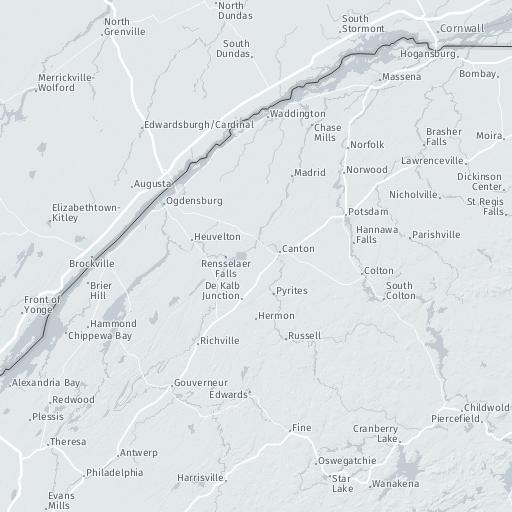 North
Dundas
North
Grenville
South
Stormont
Cornwall
South
Dundas
Hogansburg
Merrickville-
Wolford
Massena
Bombay
Waddington
Edwardsburgh/Cardinal
Chase
Mills
Brasher
Falls
Moira
Norfolk
Lawrenceville
Madrid
Norwood
Dickinson
Center
Augusta
Nicholville
Ogdensburg
St Regis
Falls
Elizabethtown-
Kitley
Potsdam
Heuvelton
Hannawa
Falls
Parishville
Canton
Brockville
Rensselaer
Falls
Colton
Brier
Hill
De Kalb
Junction
Pyrites
South
Colton
Front of
Yonge
Hammond
Hermon
Chippewa Bay
Richville
Russell
Alexandria Bay
Gouverneur
Edwards
Redwood
Childwold
Plessis
Piercefield
Fine
Cranberry
Lake
Theresa
Antwerp
Oswegatchie
Philadelphia
Harrisville
Star
Lake
Wanakena
Evans
Mills